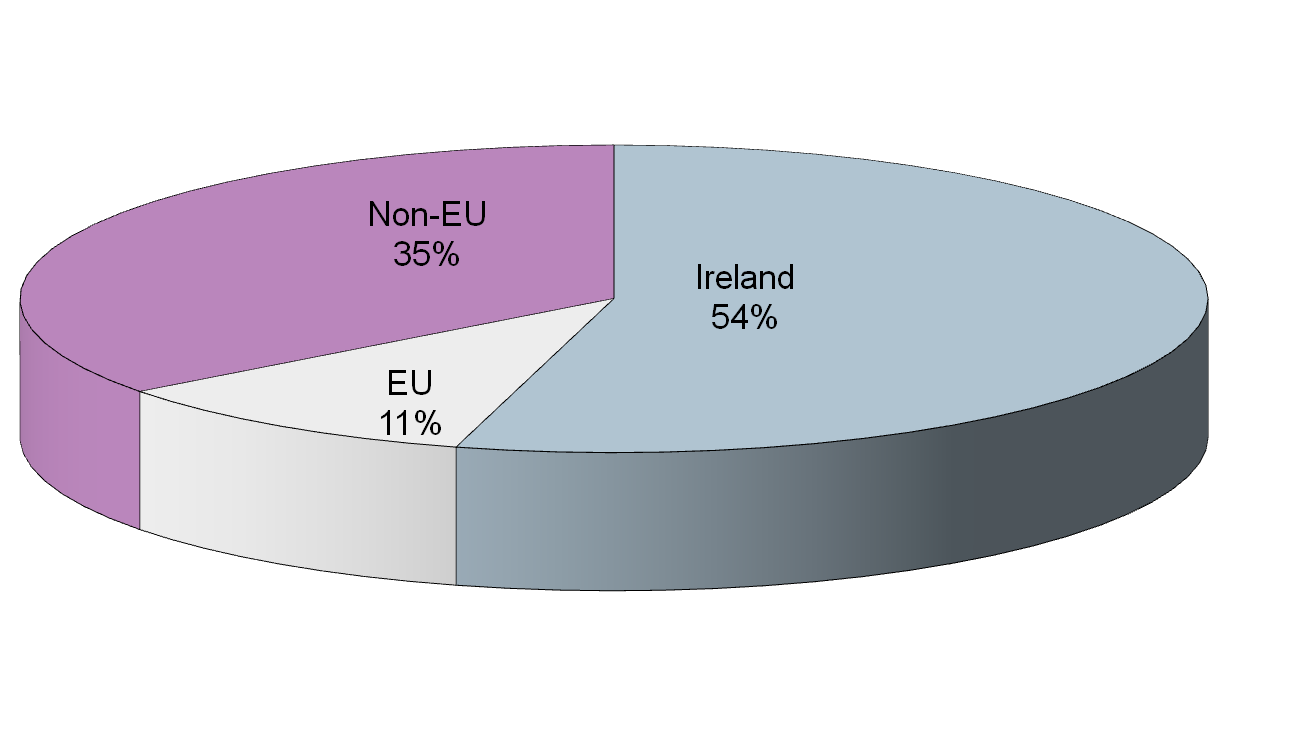 Non-EU
35%
Ireland
54%
EU
11%